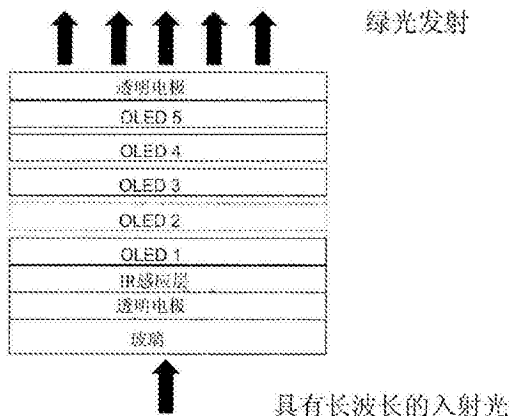 绿光发射
透明电极
OLED 5
OLED 4
OLED 3
OLED 2
OLED 1
IR感应层
透明电极
玻璃
具有长波长的入射光